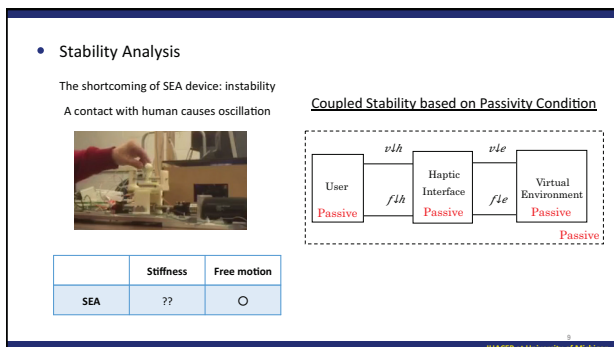 • Stability Analysis
The shortcoming of SEA device: instability
A contact with human causes oscillation
Coupled Stability based on Passivity Condition
v↓h v↓e
User
Passive
Haptic
Interface
Passive
Virtual
Environment
Passive
f↓h f↓e
Passive
Stiffness Free motion
SEA ?? O
9